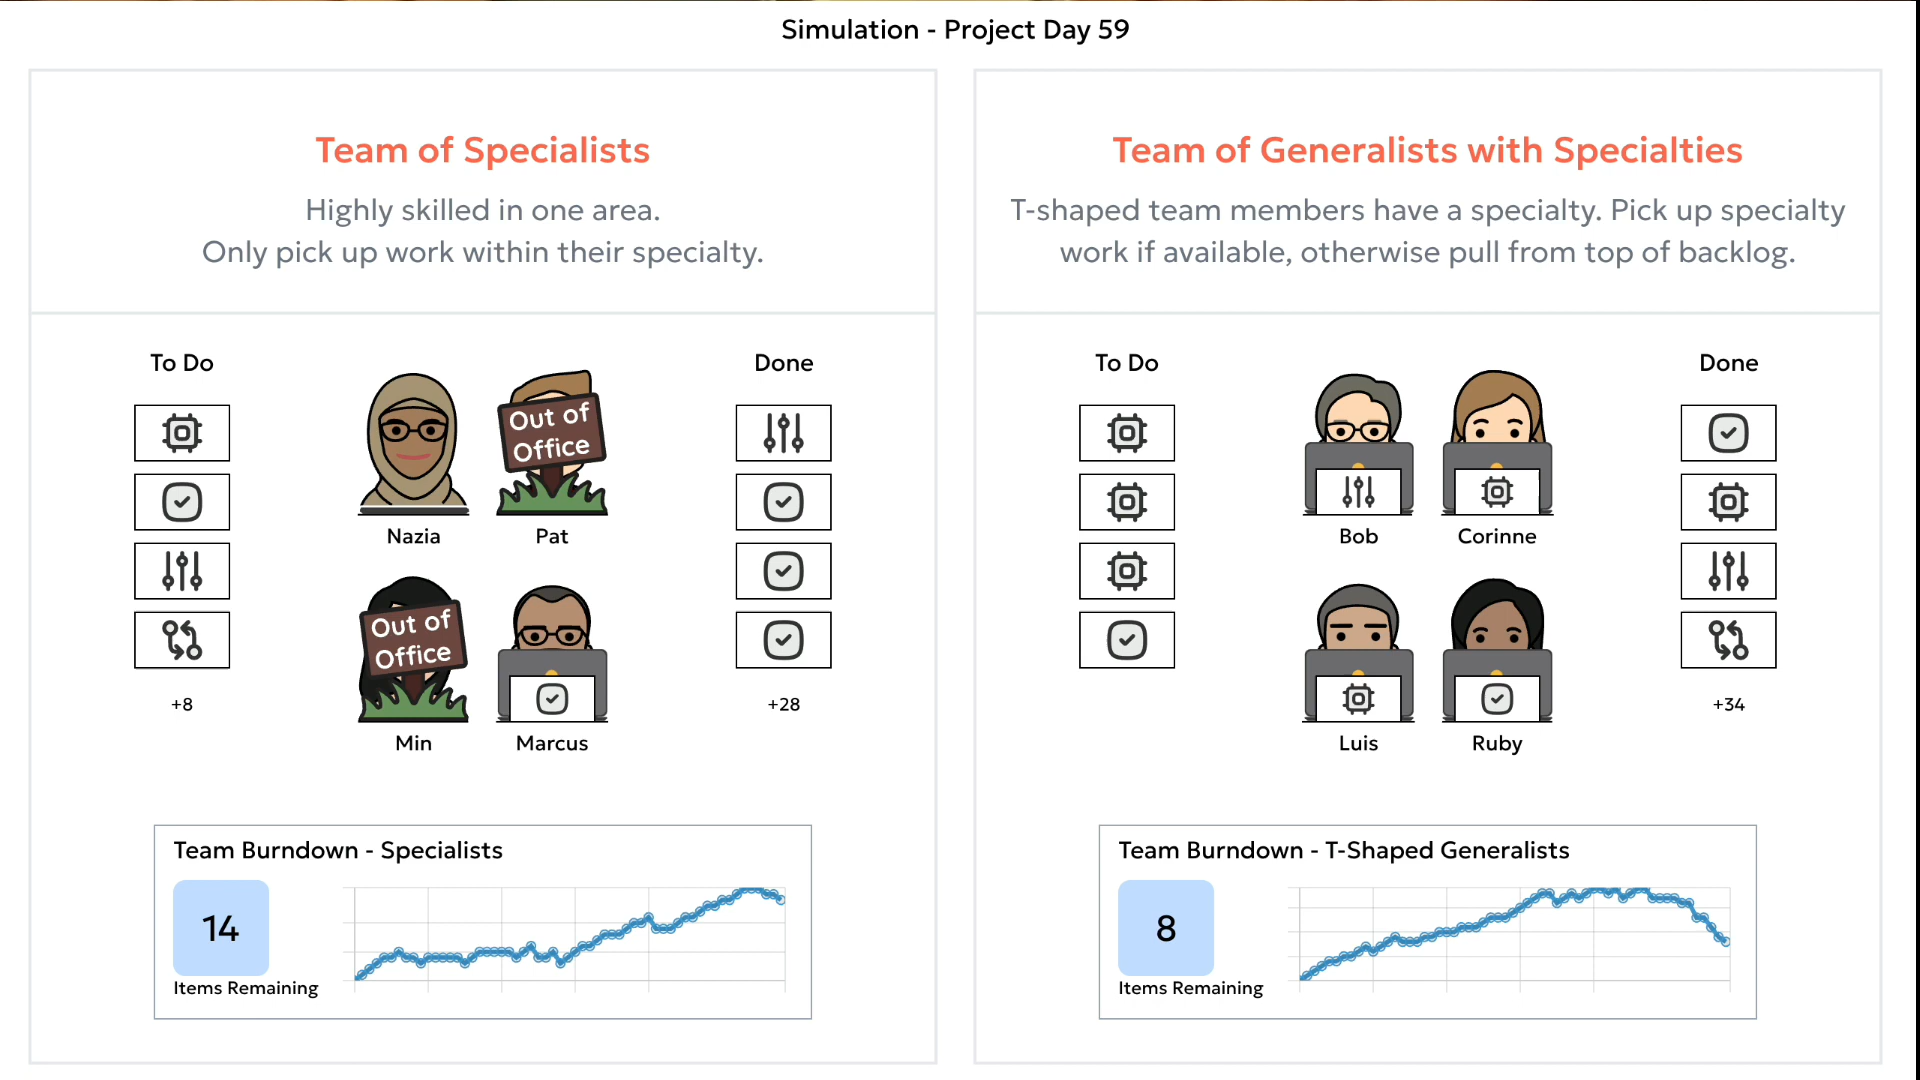 Simulation - Project Day 59
Team of Specialists
Highly skilled in one area.
Only pick up work within their specialty.
To Do
Done
Out of
Office
Nazia
Pat
Out of
Office
+8
+28
Min
Marcus
Team Burndown - Specialists
14
Items Remaining
Team of Generalists with Specialties
T-shaped team members have a specialty. Pick up specialty
work if available, otherwise pull from top of backlog.
To Do
Done
Bob
Corinne
+34
Luis
Ruby
Team Burndown - T-Shaped Generalists
8
Items Remaining